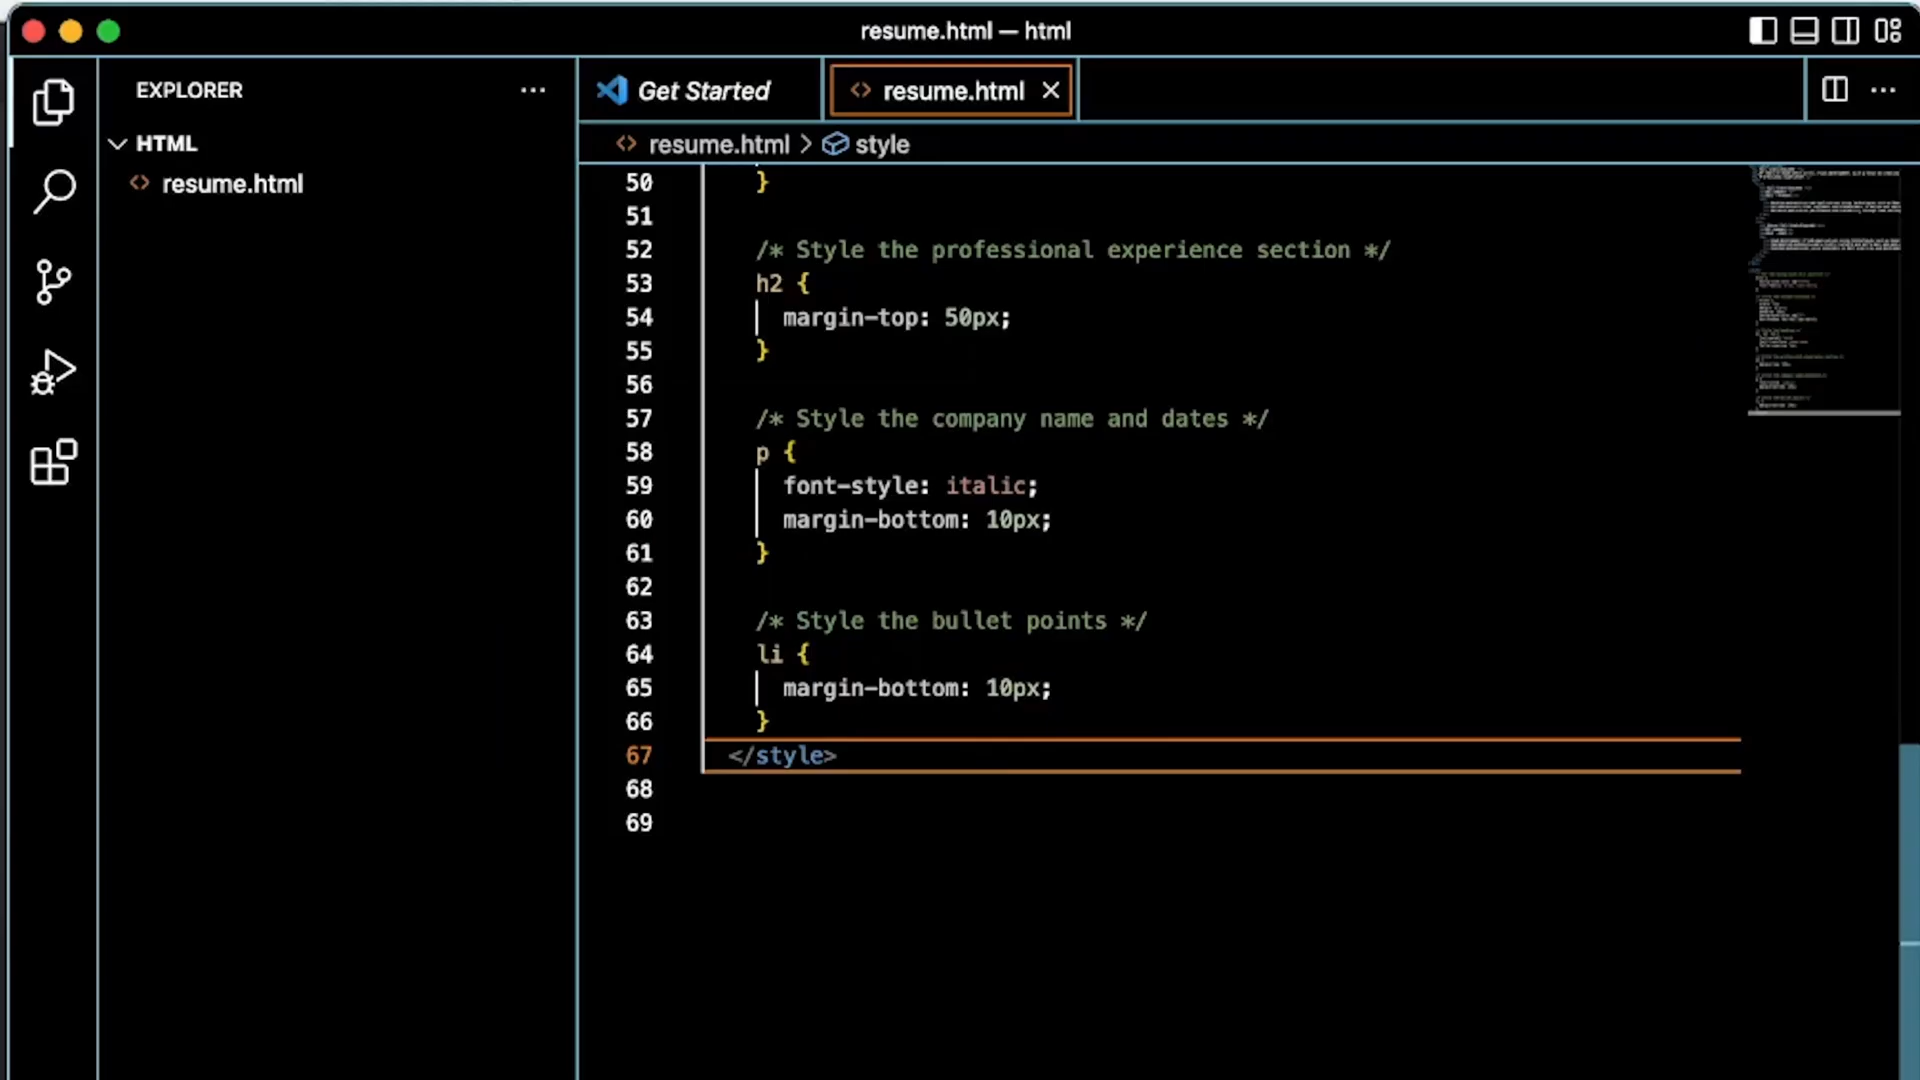 resume.html — html
EXPLORER
Get Started
resume.html
HTML
resume.html
resume.html > style
50 }
51
52 /* Style the professional experience section */
53 h2 {
54 margin-top: 50px;
55 }
56
57 /* Style the company name and dates */
58 p {
59 font-style: italic;
60 margin-bottom: 10px;
61 }
62
63 /* Style the bullet points */
64 li {
65 margin-bottom: 10px;
66 }
67 </style>
68
69